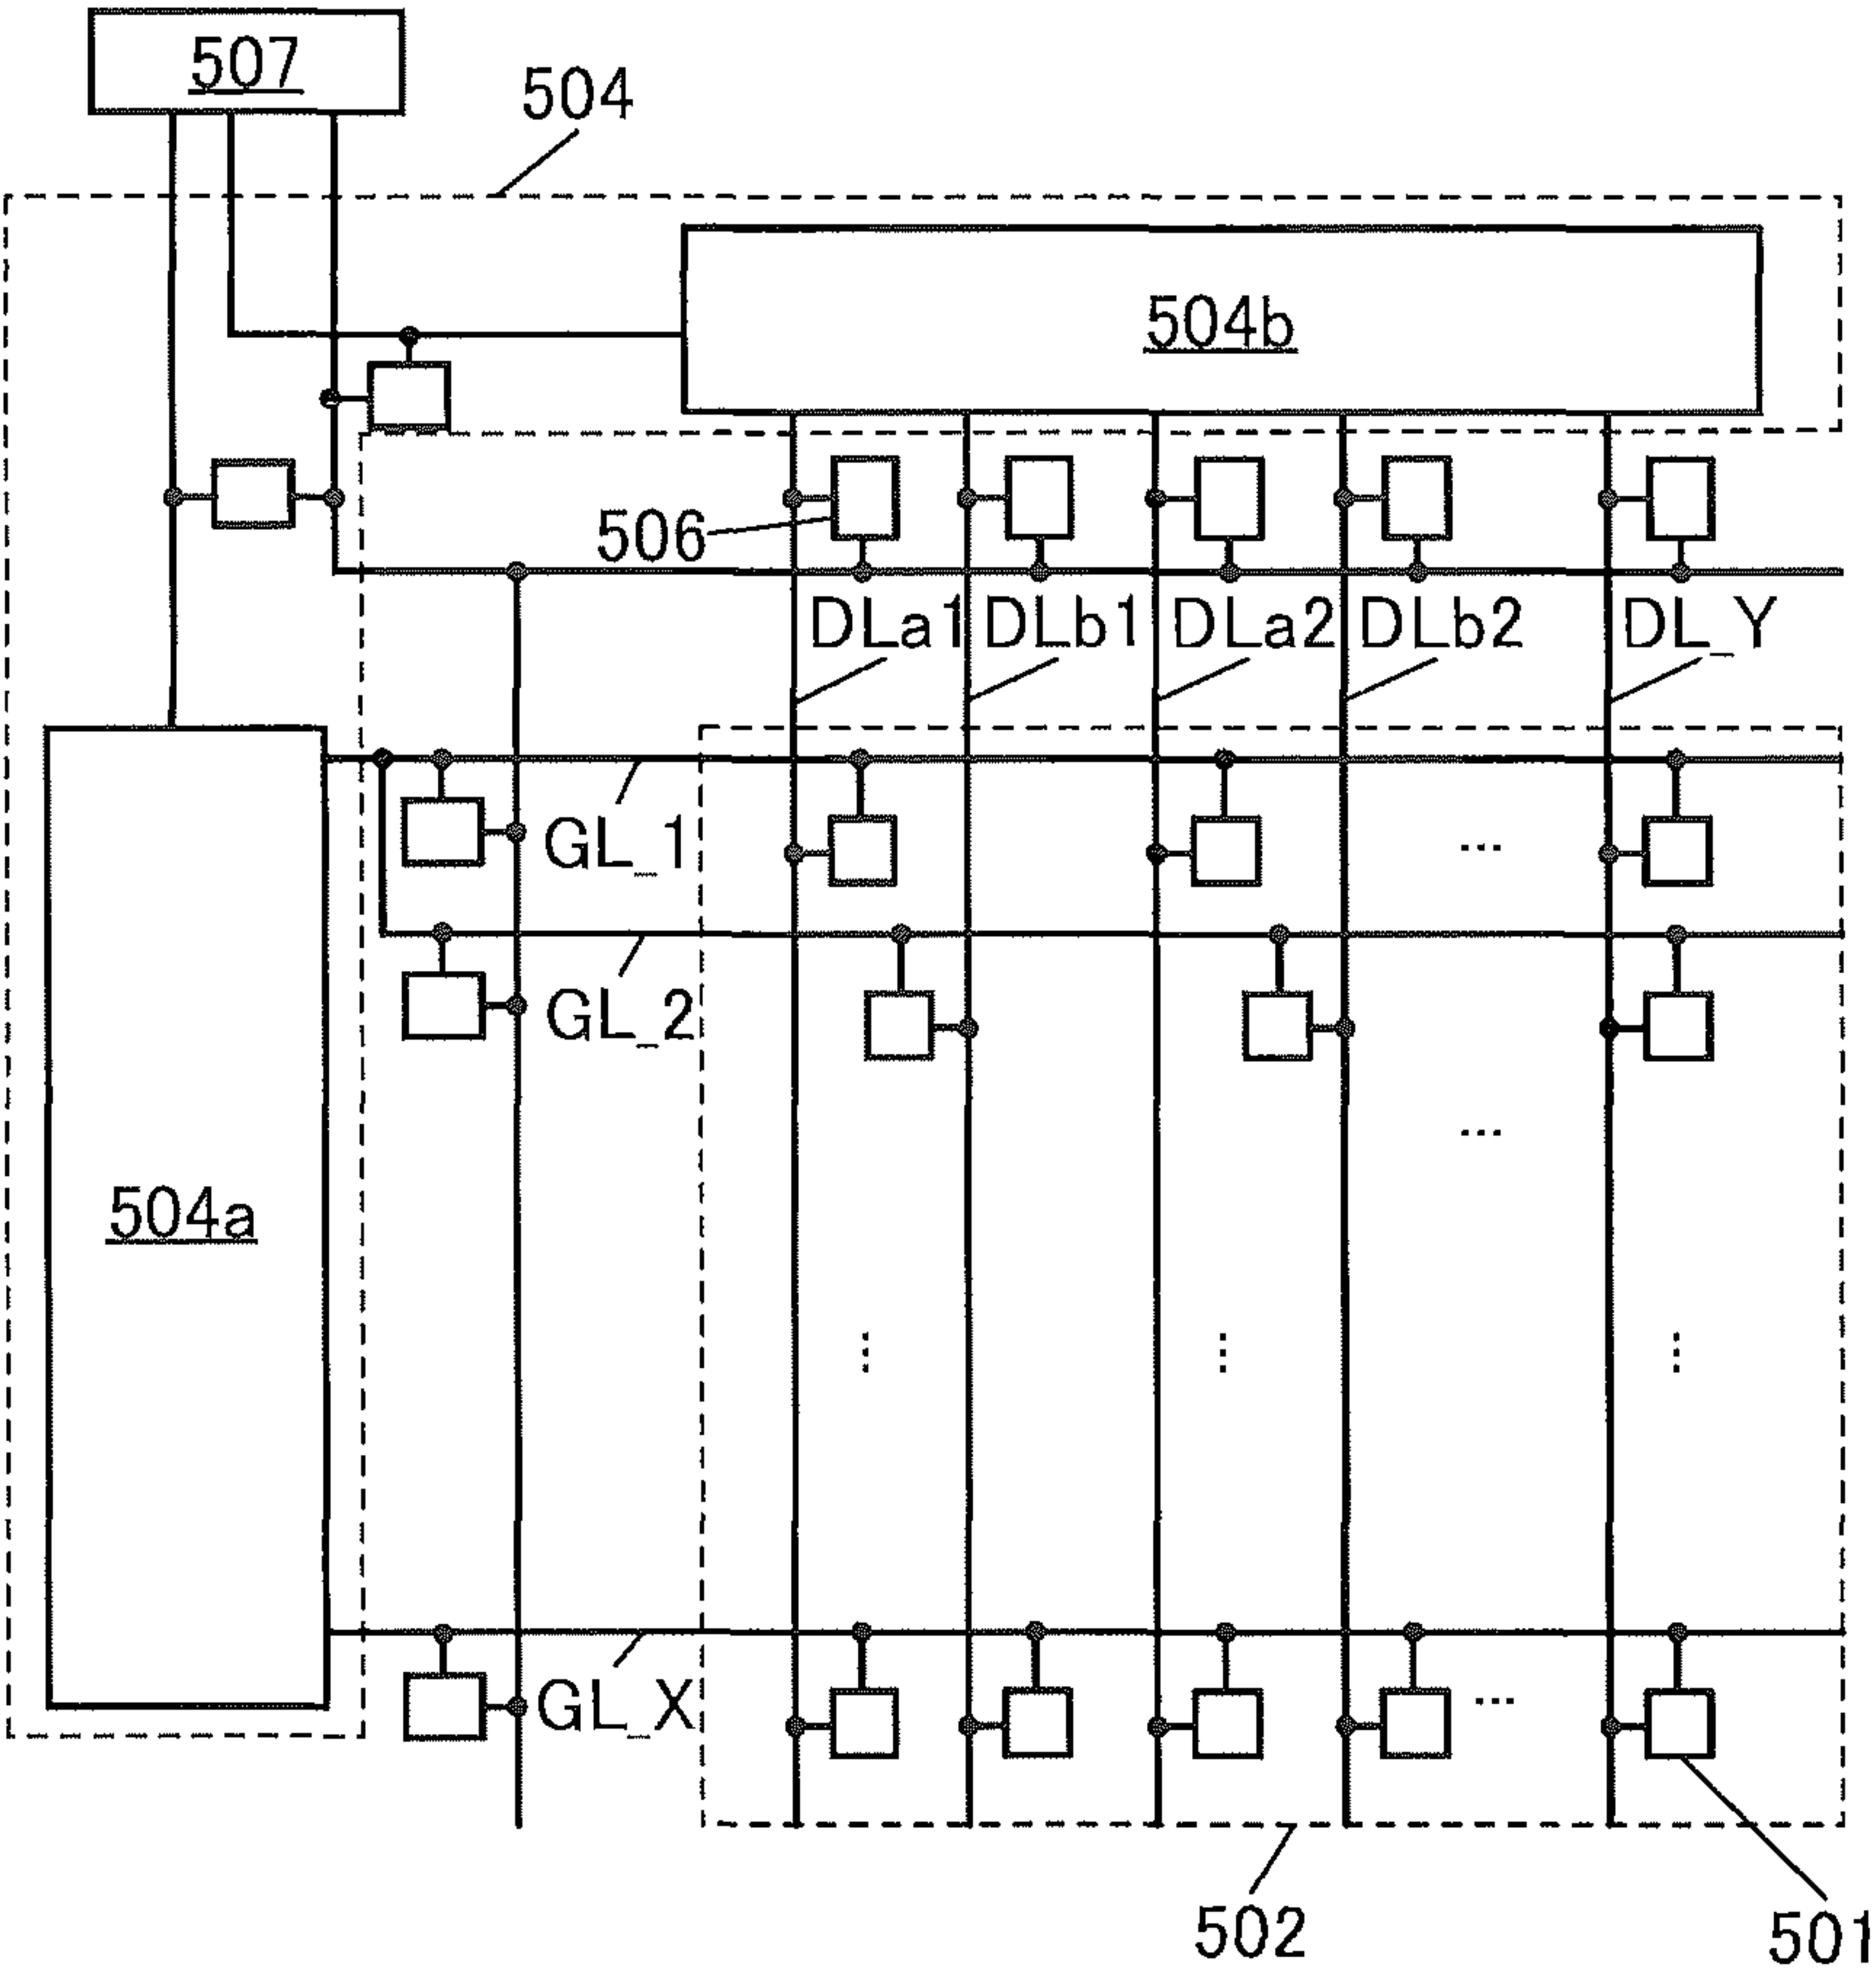 507
504
504b
506
DLa1 DLb1 DLa2 DLb2 DL_Y
GL_1
...
GL_2
...
504a
... ... ...
GL_X
...
502
501